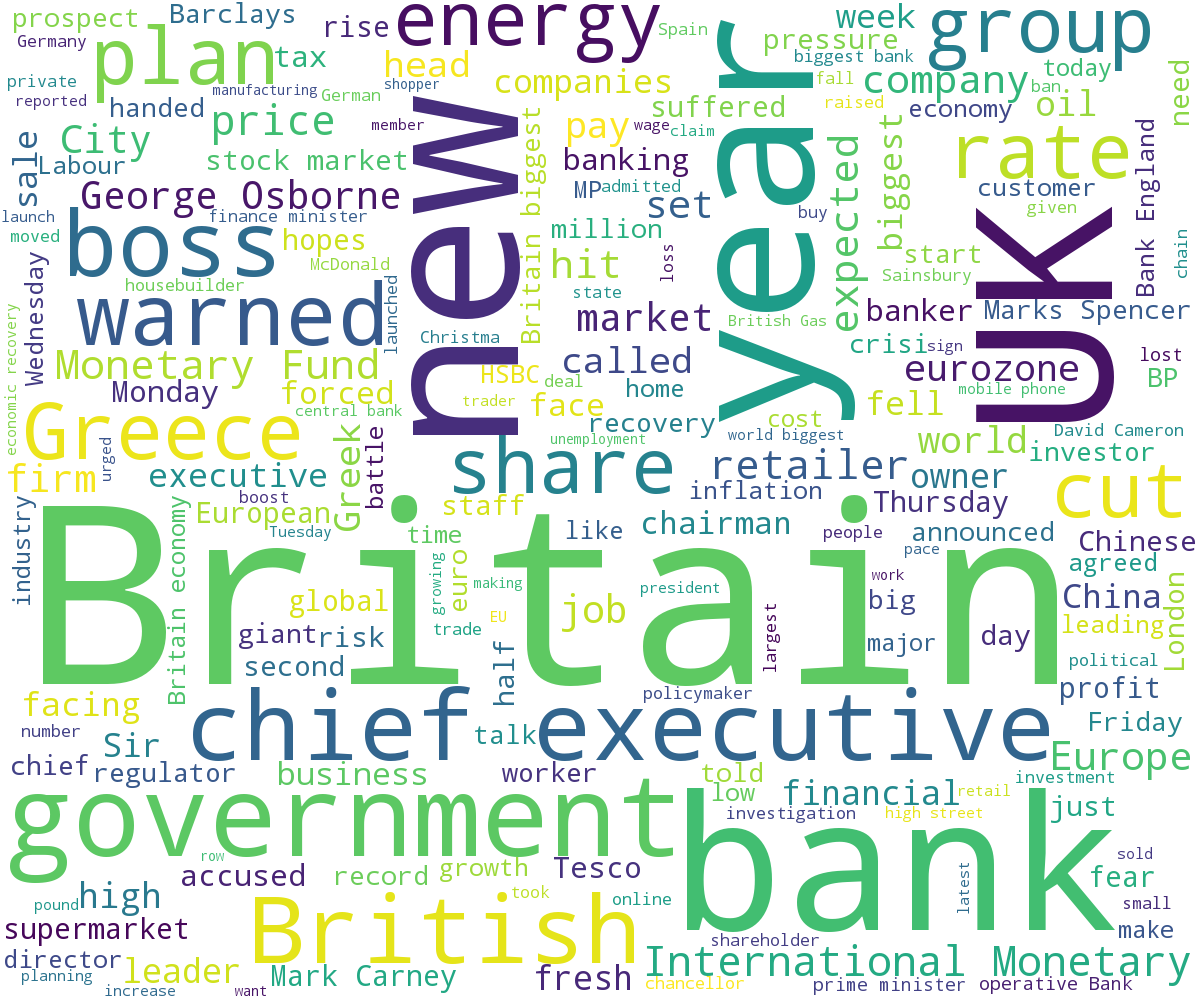 prospect
Barclays
rise
energy
Spain
week
group
Germany
plan
tax
head
year
pressure
biggest bank
company
today
need
private
manufacturing
German
shopper
companies
fall
ban
reported
handed
price
member
new
wage
suffered
claim
raised
economy
oil
sale
City
stock market
pay
banking
expected
biggest
rate
Labour
George Osborne
Britain biggest
MP
admitted
set
customer
Bank England
launch
finance minister
buy
given
moved
boss
hopes
million
UK
McDonald
hit
loss
start
chain
Wednesday
housebuilder
launched
state
Sainsbury
warned
market
British Gas
banker
Marks Spencer
economic recovery
Christma
called
crisi
sign
Monetary Fund
HSBC
deal
eurozone
lost
BP
Monday
forced
home
mobile phone
central bank
trader
face
recovery
cost
fell
Greece
Greek
battle
unemployment
world biggest
world
David Cameron
investor
urged
share
retailer
firm
executive
owner
cut
boost
inflation
industry
European
staff
Thursday
Tuesday
time
like
chairman
people
announced
Chinese
Britain economy
euro
pace
agreed
Britain
growing
making
president
work
London
global
EU
job
big
China
giant
risk
trade
largest
major
day
leading
second
half
political
facing
policymaker
profit
number
chief executive
Sir
talk
Friday
chief
regulator
business
worker
told
Europe
low
financial
retail
investment
government
bank
investigation
high street
just
row
growth
Tesco
sold
accused
record
latest
fear
pound
high
took
online
small
British
supermarket
shareholder
make
director
leader
Mark Carney
fresh
International Monetary
planning
increase
want
chancellor
prime minister
operative Bank